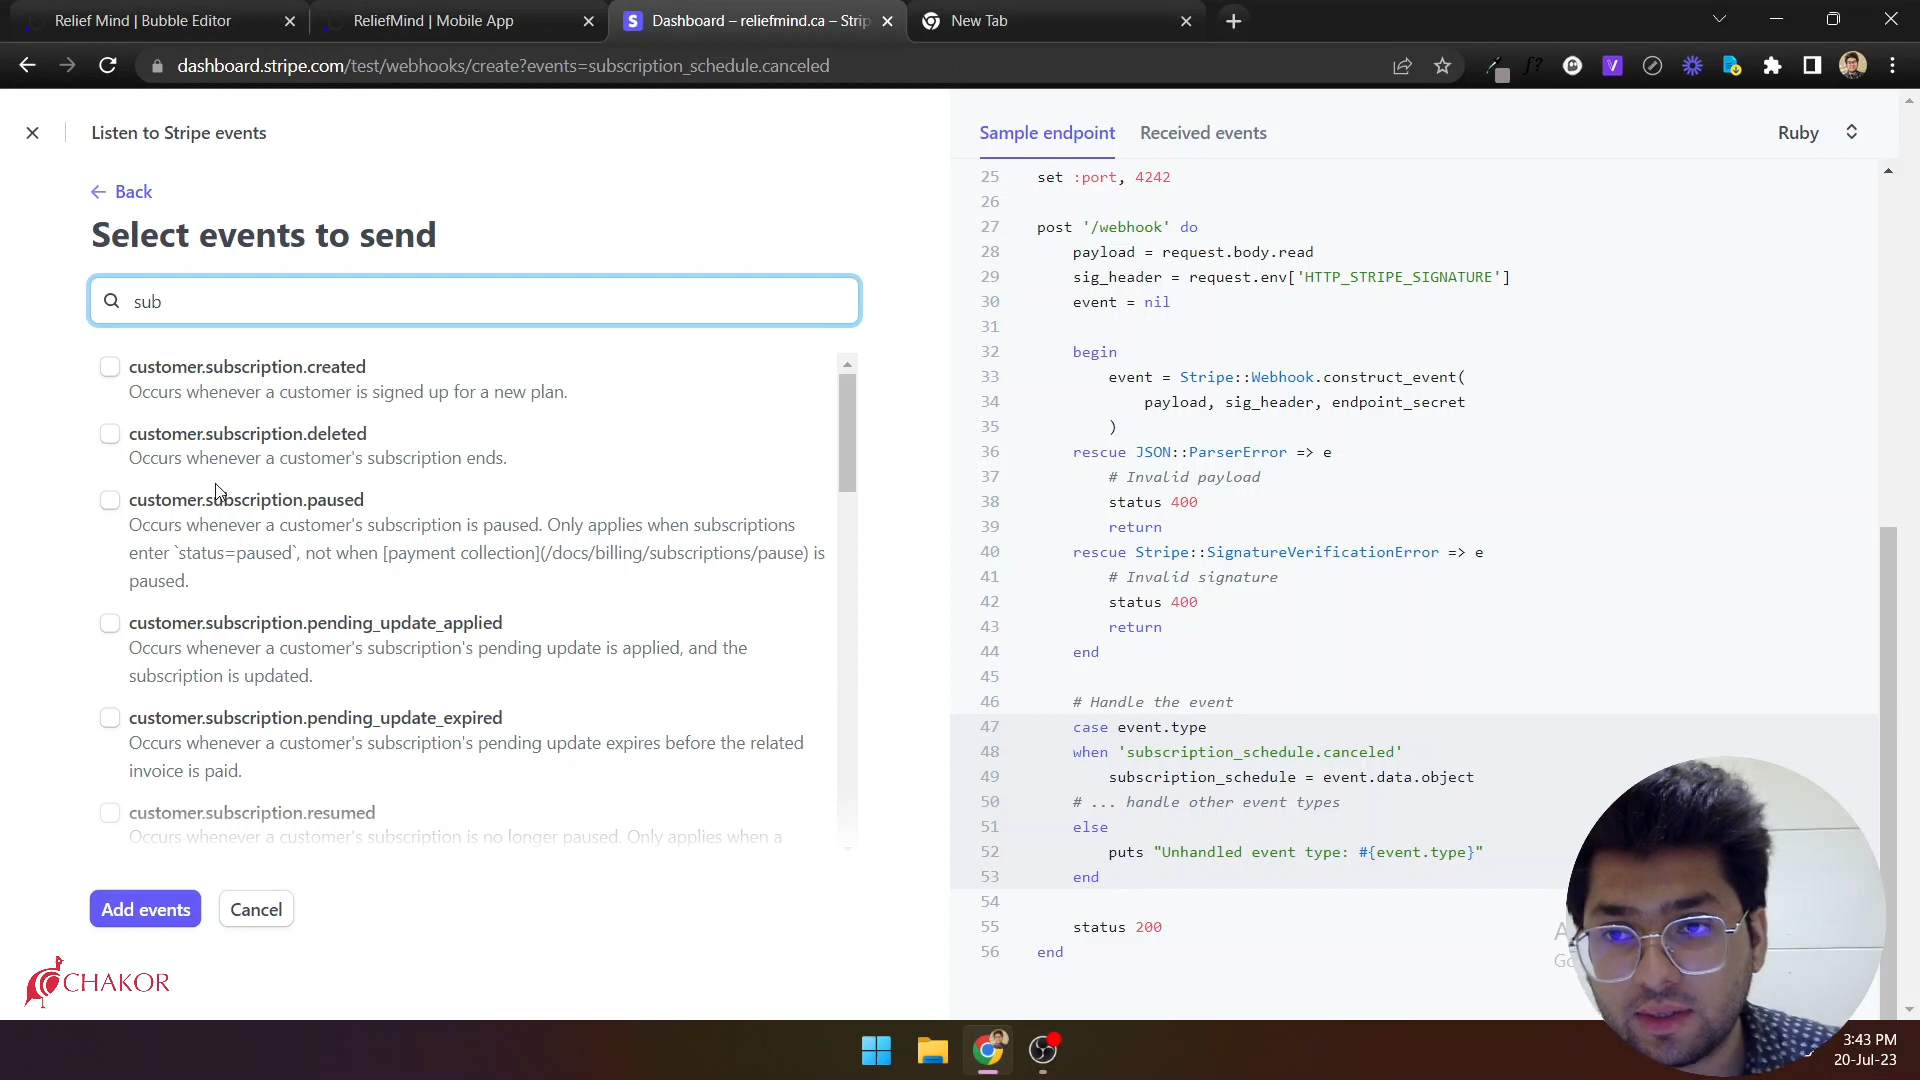 Relief Mind | Bubble Editor
ReliefMind | Mobile App
Dashboard – reliefmind.ca – Strip
New Tab
dashboard.stripe.com/test/webhooks/create?events=subscription_schedule.canceled
Listen to Stripe events
Back
Select events to send
sub
customer.subscription.created
Occurs whenever a customer is signed up for a new plan.
customer.subscription.deleted
Occurs whenever a customer's subscription ends.
customer.subscription.paused
Occurs whenever a customer's subscription is paused. Only applies when subscriptions
enter `status=paused`, not when [payment collection](/docs/billing/subscriptions/pause) is
paused.
customer.subscription.pending_update_applied
Occurs whenever a customer's subscription's pending update is applied, and the
subscription is updated.
customer.subscription.pending_update_expired
Occurs whenever a customer's subscription's pending update expires before the related
invoice is paid.
customer.subscription.resumed
Occurs whenever a customer's subscription is no longer paused. Only applies when a
Add events
Cancel
CHAKOR
Sample endpoint
Received events
Ruby
25 set :port, 4242
26
27 post '/webhook' do
28 payload = request.body.read
29 sig_header = request.env['HTTP_STRIPE_SIGNATURE']
30 event = nil
31
32 begin
33 event = Stripe::Webhook.construct_event(
34 payload, sig_header, endpoint_secret
35 )
36 rescue JSON::ParserError => e
37 # Invalid payload
38 status 400
39 return
40 rescue Stripe::SignatureVerificationError => e
41 # Invalid signature
42 status 400
43 return
44 end
45
46 # Handle the event
47 case event.type
48 when 'subscription_schedule.canceled'
49 subscription_schedule = event.data.object
50 # ... handle other event types
51 else
52 puts "Unhandled event type: #{event.type}"
53 end
54
55 status 200
56 end
3:43 PM
20-Jul-23